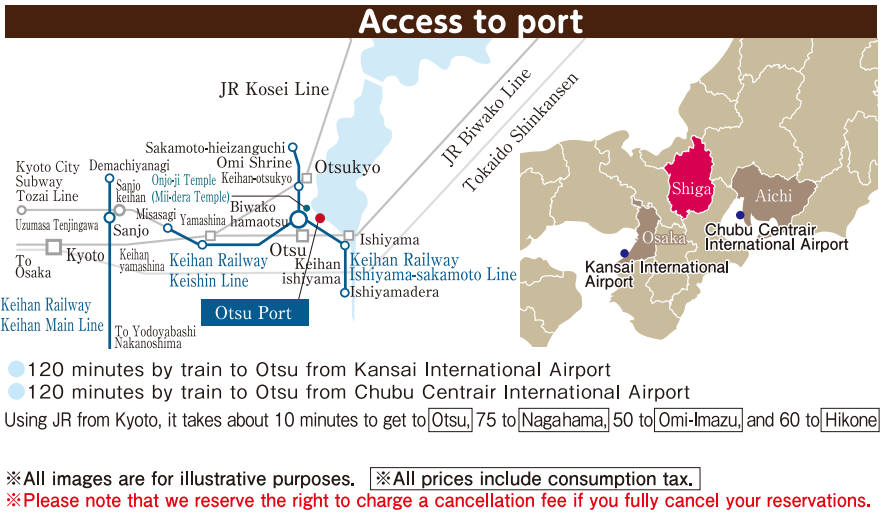 Access to port
JR Kosei Line
JR Biwako Line
Tokaido Shinkansen
Sakamoto-hieizanguchi
Omi Shrine
Otsukyo
Keihan-otsukyo
Kyoto City
Subway
Tozai Line
Demachiyanagi
Sanjo
keihan
Onjo-ji Temple
(Mii-dera Temple)
Biwako
hamaotsu
Misasagi
Yamashina
Uzumasa Tenjingawa
Sanjo
Otsu
Ishiyama
To
Osaka
Kyoto
Keihan
yamashina
Keihan Railway
Keishin Line
Keihan
ishiyama
Keihan Railway
Ishiyama-sakamoto Line
Ishiyamadera
Otsu Port
Keihan Railway
Keihan Main Line
To Yodoyabashi
Nakanoshima
Shiga
Aichi
Osaka
Chubu Centrair
International Airport
Kansai International
Airport
120 minutes by train to Otsu from Kansai International Airport
120 minutes by train to Otsu from Chubu Centrair International Airport
Using JR from Kyoto, it takes about 10 minutes to get to Otsu, 75 to Nagahama, 50 to Omi-Imazu, and 60 to Hikone
※All images are for illustrative purposes. ※All prices include consumption tax.
※Please note that we reserve the right to charge a cancellation fee if you fully cancel your reservations.